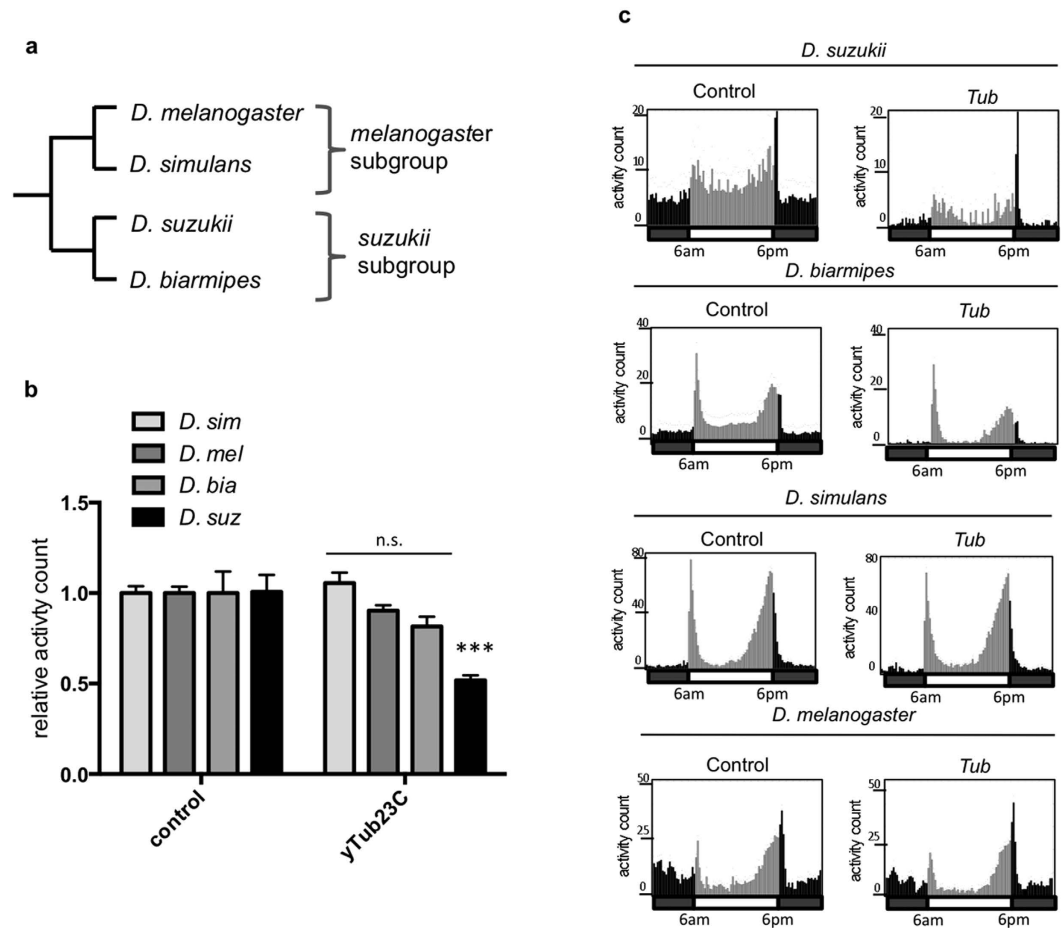 a
D. melanogaster
D. simulans
melanogaster
subgroup
D. suzukii
D. biarmipes
suzukii
subgroup
b
D. sim
D. mel
D. bia
D. suz
relative activty count
1.5
1.0
0.5
0.0
n.s.
***
control
yTub23C
c
D. suzukii
Control
activity count
20
10
0
6am 6pm
Tub
activity count
20
10
0
6am 6pm
D. biarmipes
Control
activity count
40
20
0
6am 6pm
Tub
activity count
40
20
0
6am 6pm
D. simulans
Control
activity count
80
40
0
6am 6pm
Tub
activity count
80
40
0
6am 6pm
D. melanogaster
Control
activity count
50
25
0
6am 6pm
Tub
activity count
50
25
0
6am 6pm